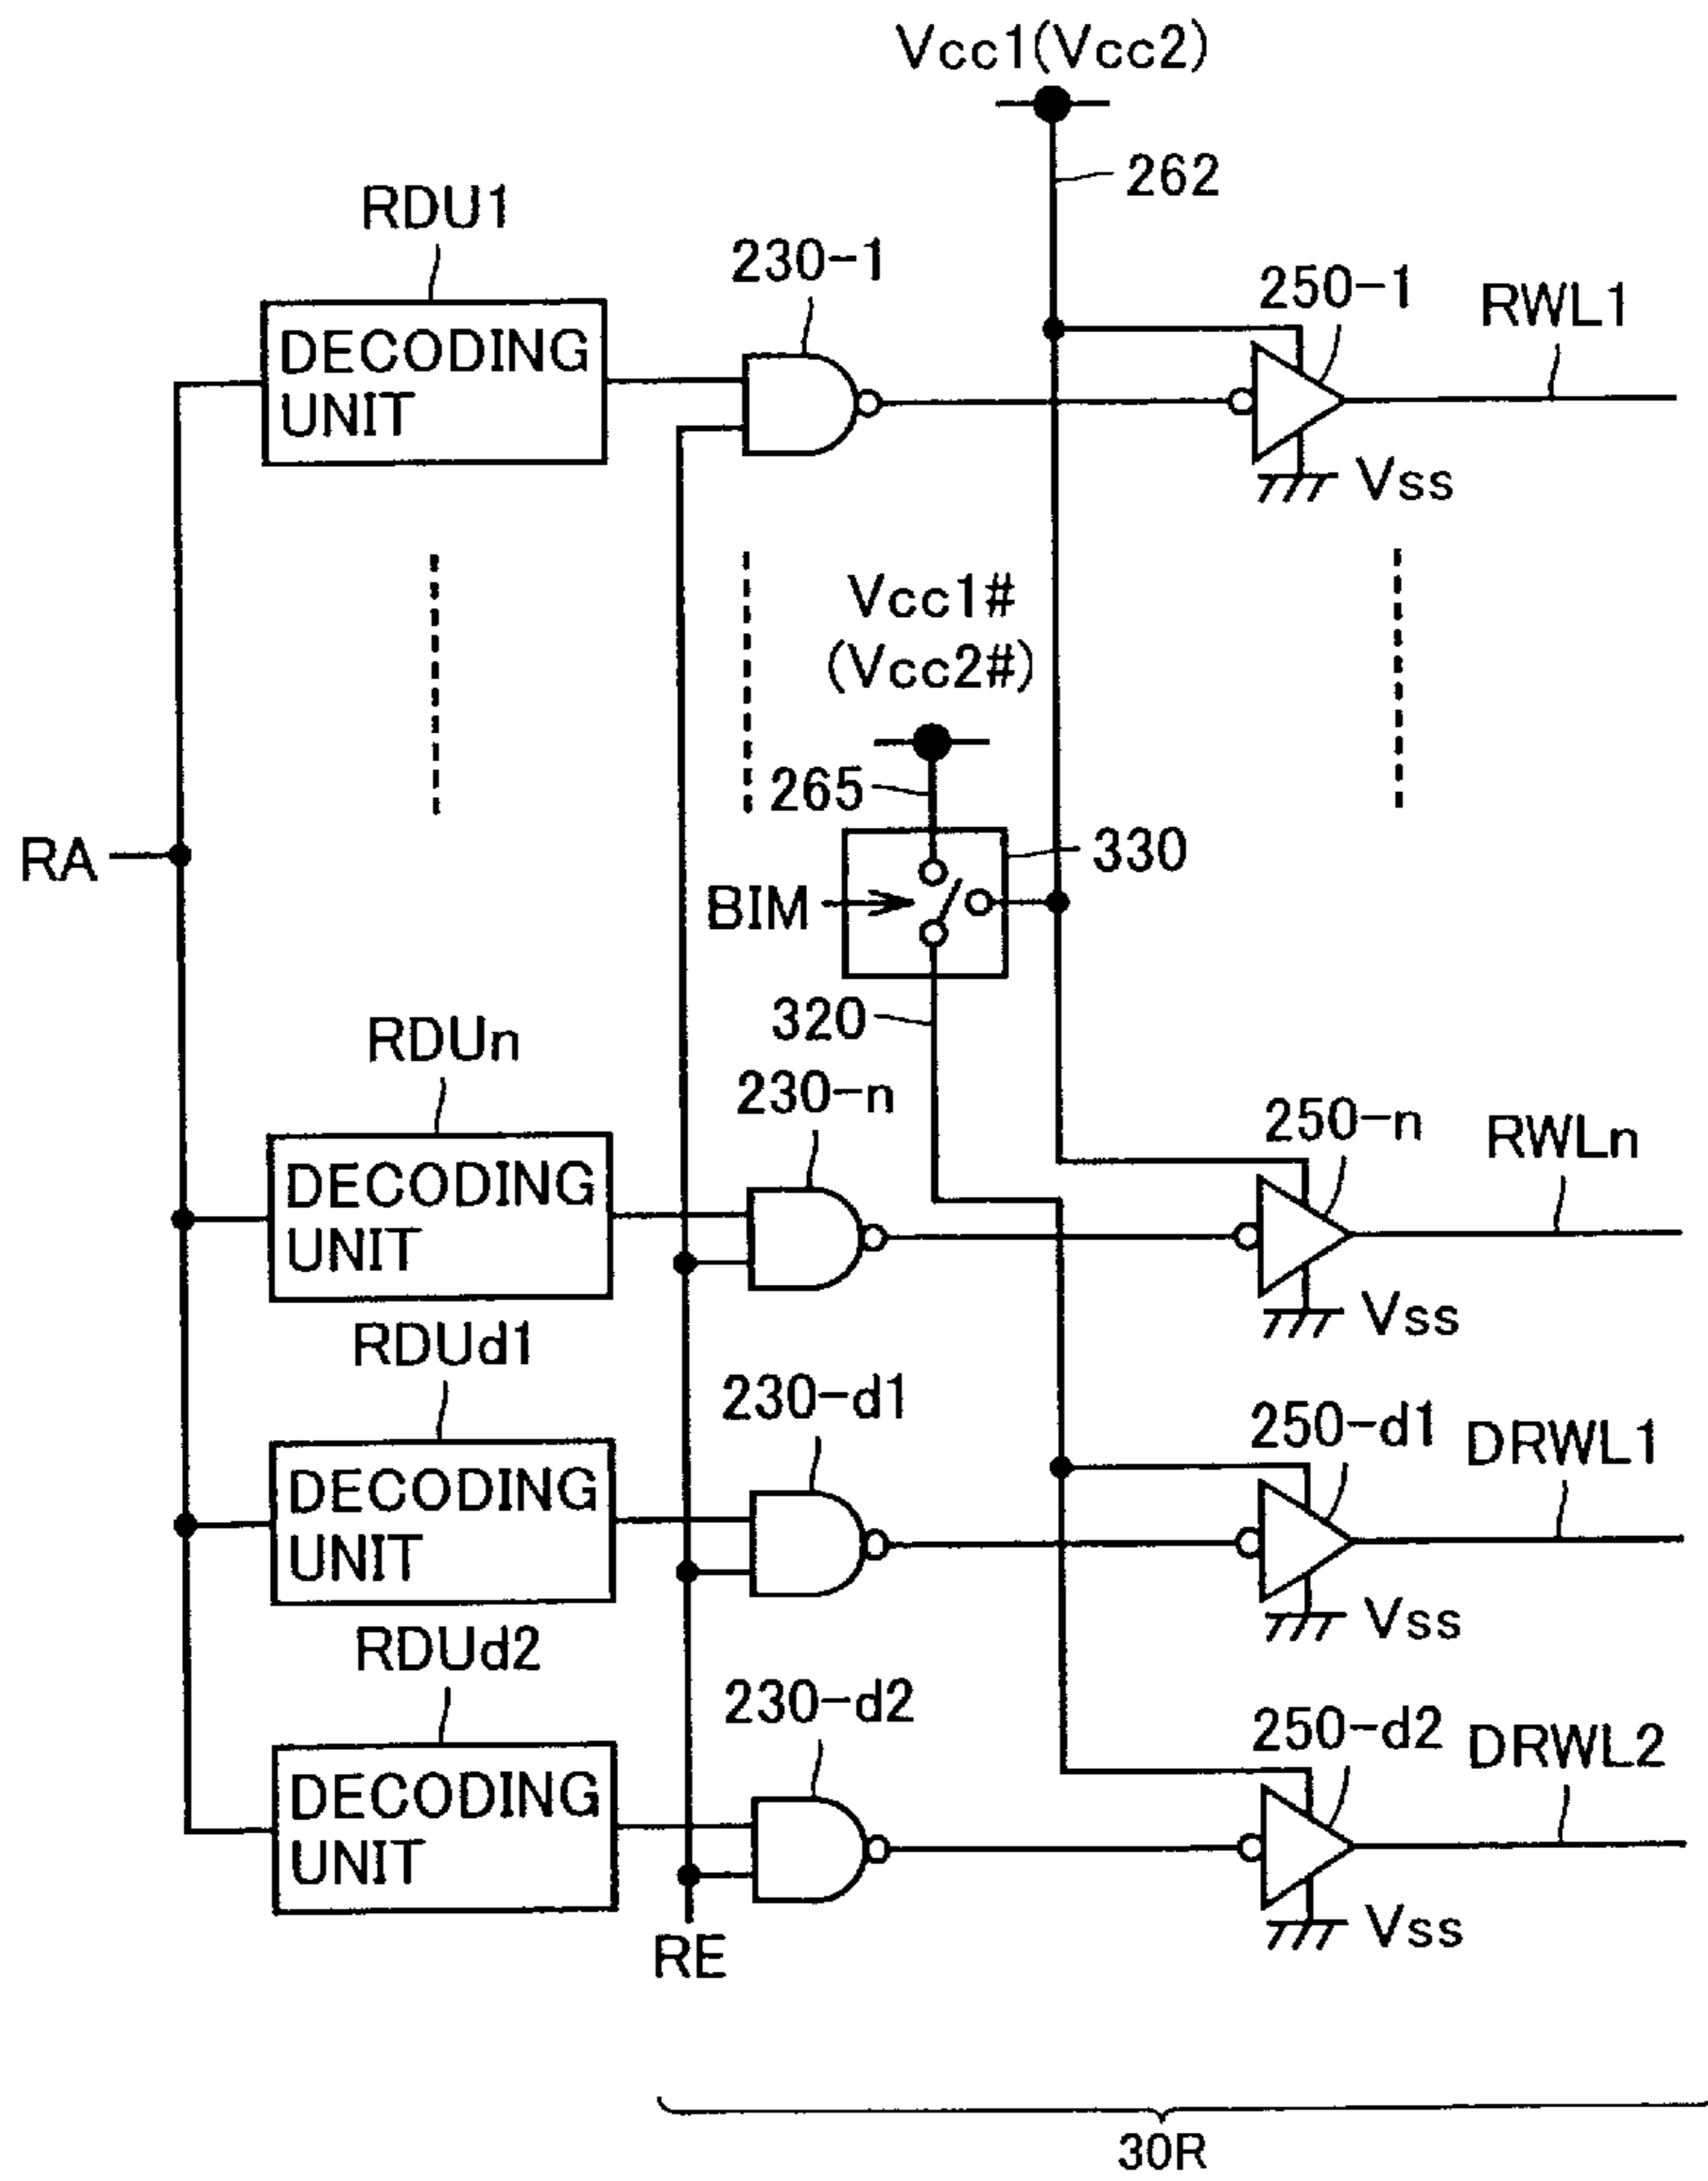 Vcc1(Vcc2)
262
RDU1
230-1
250-1
RWL1
DECODING
UNIT
Vss
Vcc1#
(Vcc2#)
265
330
RA
BIM
320
RDUn
230-n
250-n
RWLn
DECODING
UNIT
Vss
RDUd1
230-d1
250-d1
DRWL1
DECODING
UNIT
Vss
RDUd2
230-d2
250-d2
DRWL2
DECODING
UNIT
Vss
RE
30R